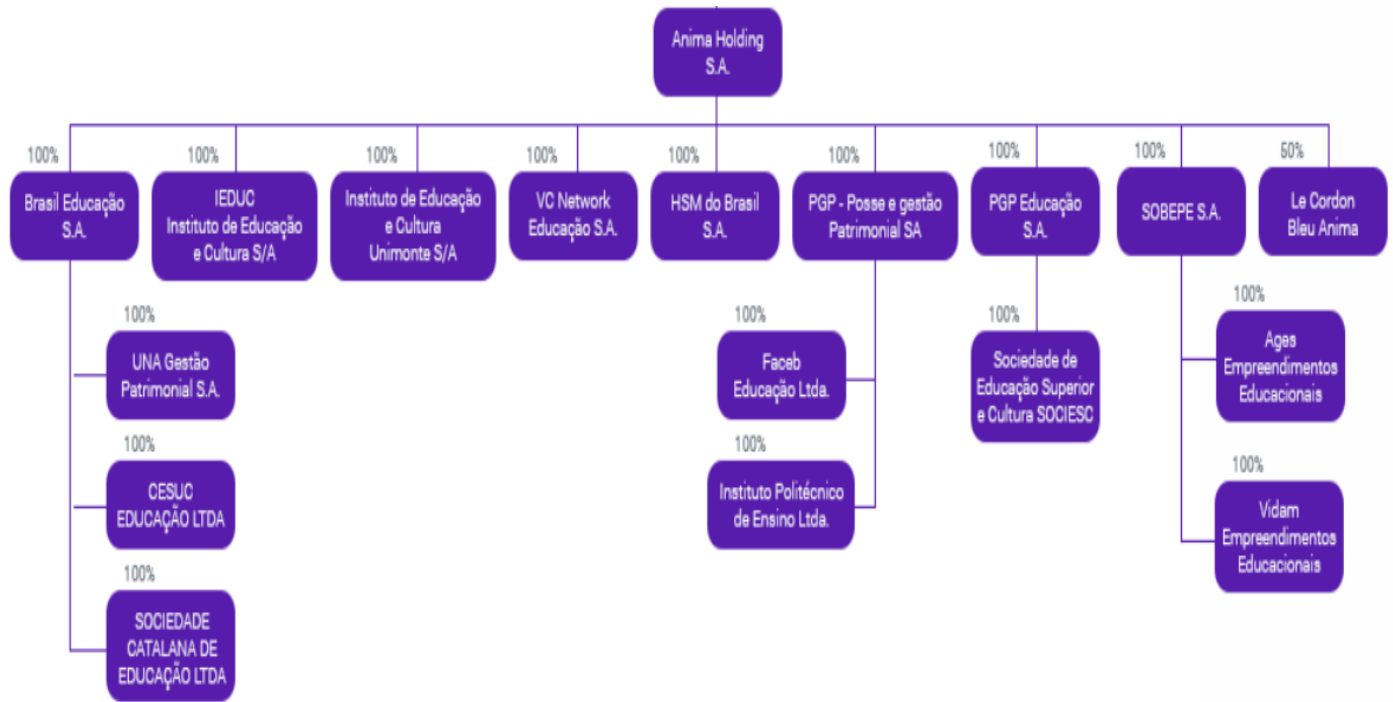 Anima Holding
S.A.
100%
100%
100%
100%
100%
100%
100%
100%
50%
Brasil Educação
S.A.
IEDUC
Instituto de Educação
e Cultura S/A
Instituto de Educação
e Cultura
Unimonte S/A
VC Network
Educação S.A.
HSM do Brasil
S.A.
PGP - Posse e gestão
Patrimonial SA
PGP Educação
S.A.
SOBEPE S.A.
Le Cordon
Bleu Anima
100%
UNA Gestão
Patrimonial S.A.
100%
CESUC
EDUCAÇÃO LTDA
100%
SOCIEDADE
CATALANA DE
EDUCAÇÃO LTDA
100%
Faceb
Educação Ltda.
100%
Instituto Politécnico
de Ensino Ltda.
100%
Sociedade de
Educação Superior
e Cultura SOCIESC
100%
Ages
Empreendimentos
Educacionais
100%
Vidam
Empreendimentos
Educacionais